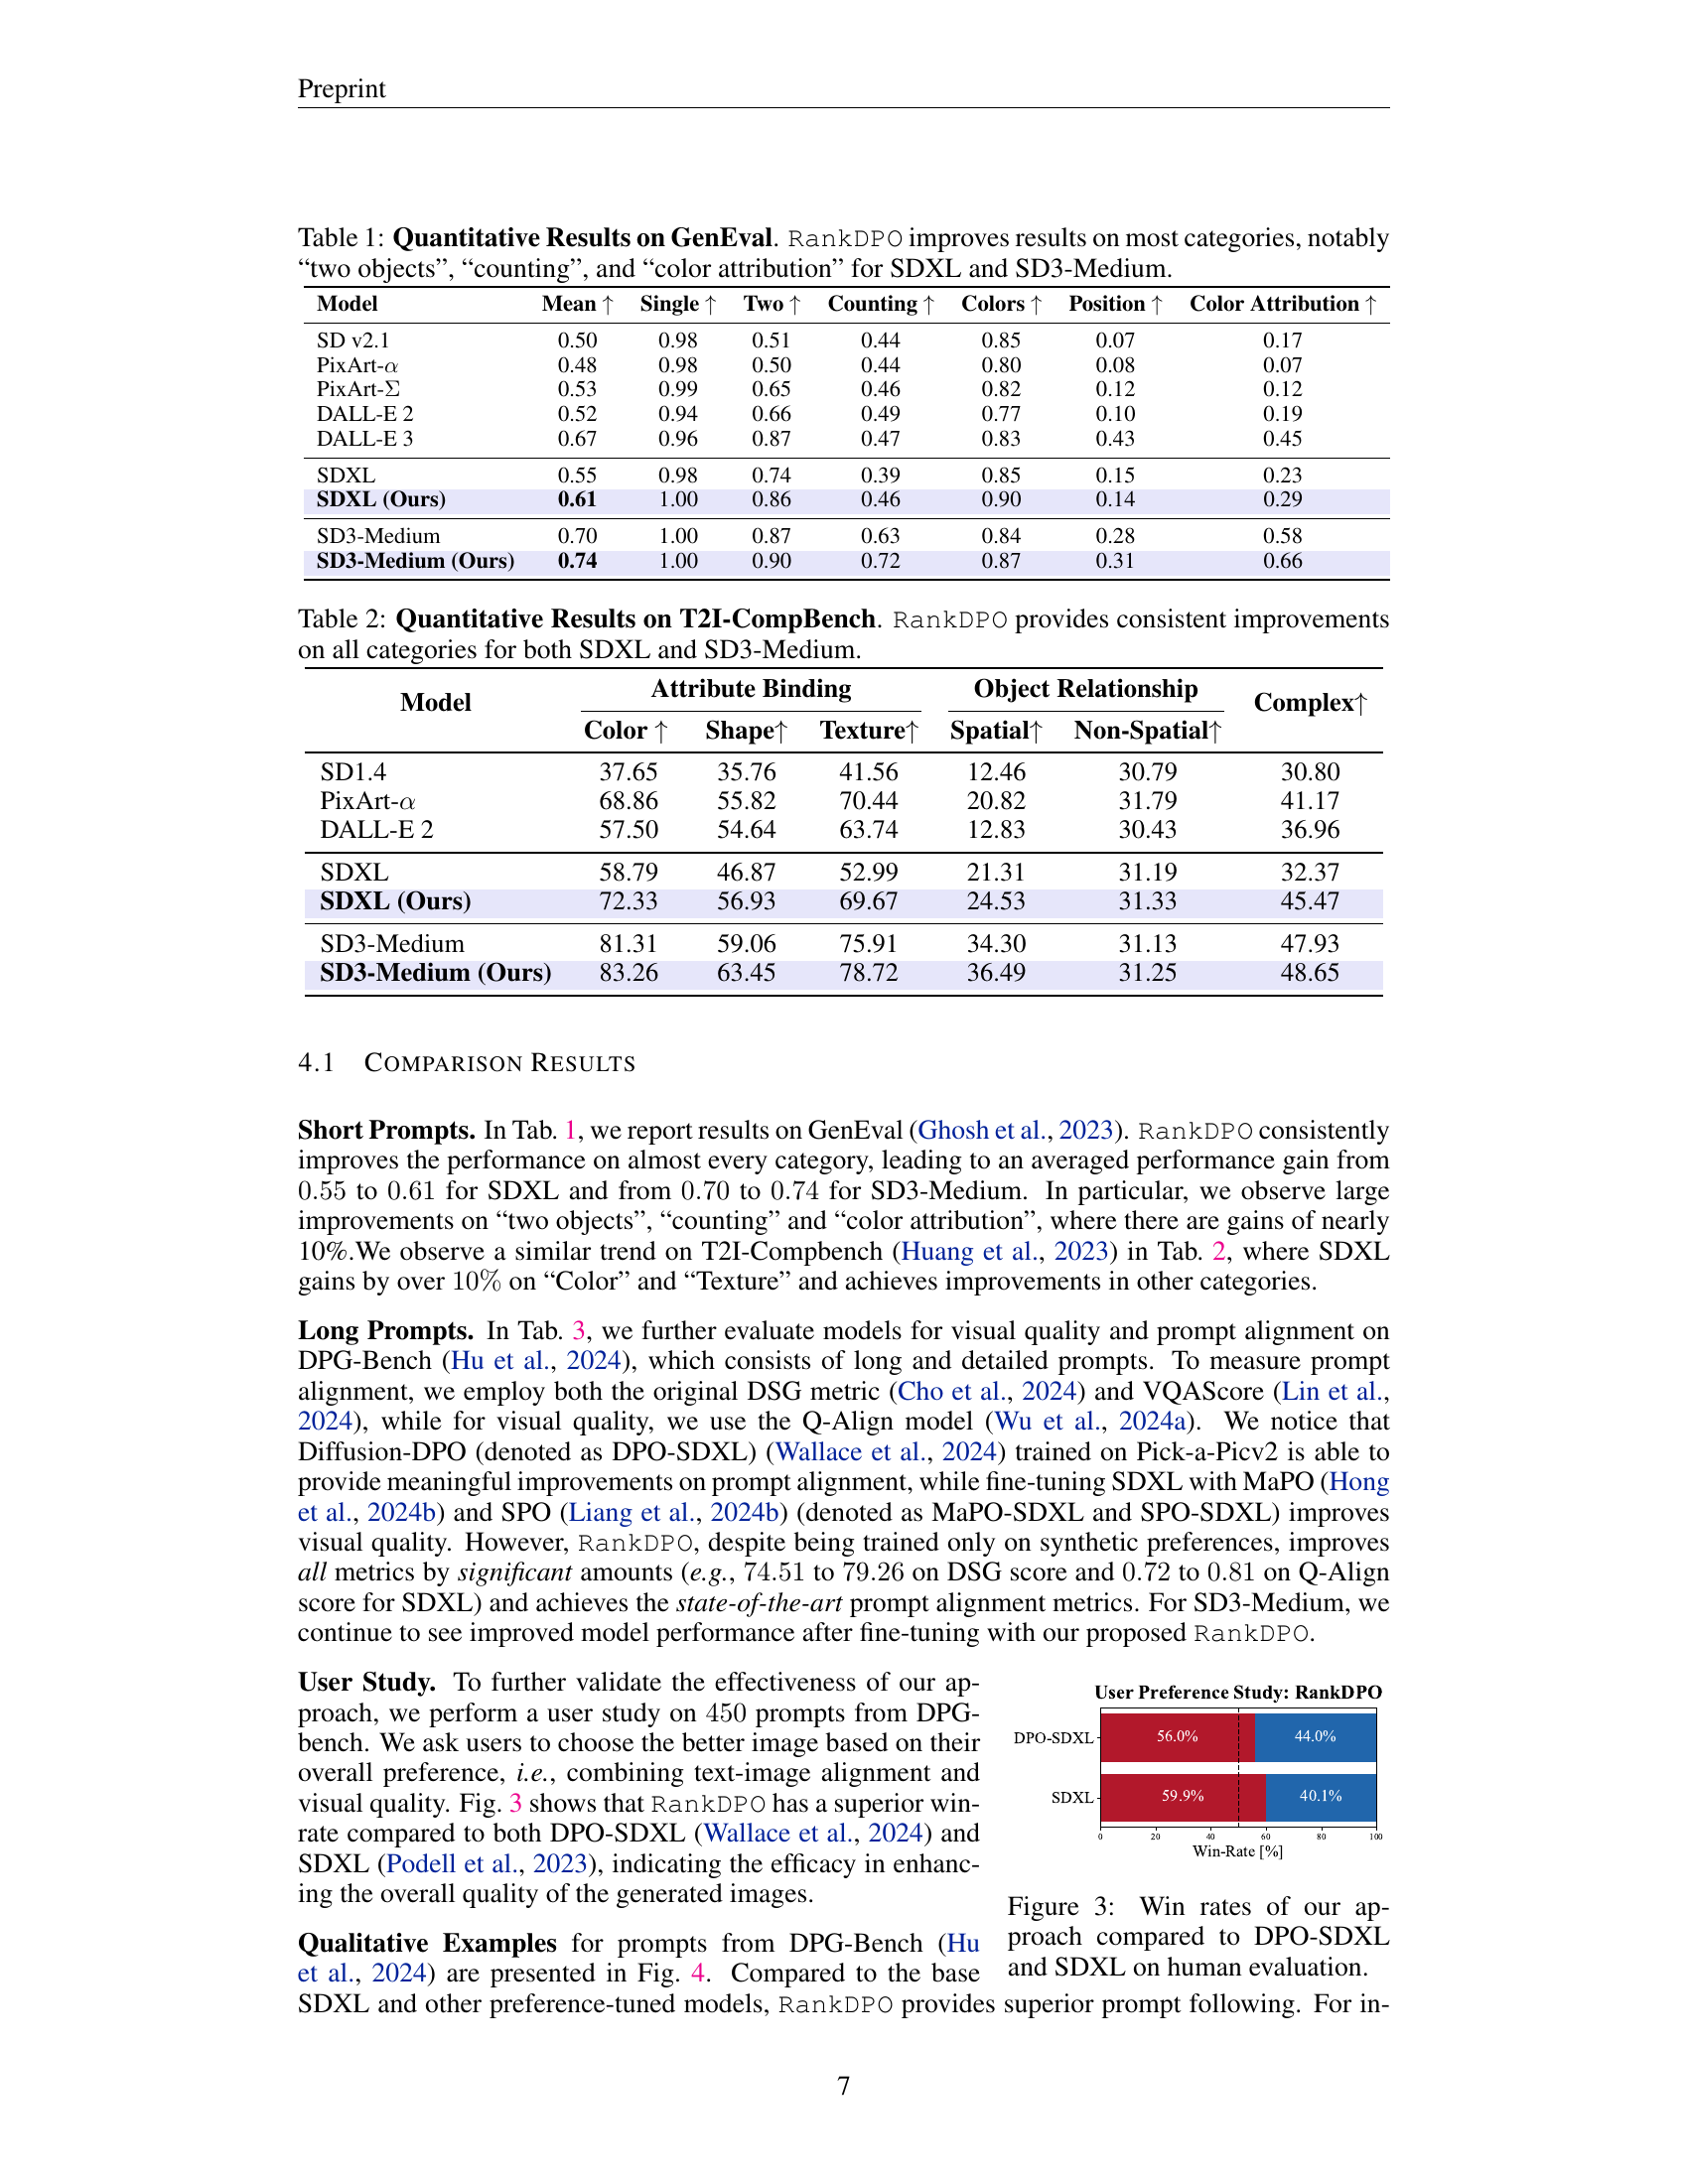 Preprint
Table 1: Quantitative Results on GenEval. RankDPO improves results on most categories, notably
“two objects”, “counting”, and “color attribution” for SDXL and SD3-Medium.
Model Mean ↑ Single ↑ Two ↑ Counting ↑ Colors ↑ Position ↑ Color Attribution ↑
SD v2.1 0.50 0.98 0.51 0.44 0.85 0.07 0.17
PixArt-α 0.48 0.98 0.50 0.44 0.80 0.08 0.07
PixArt-Σ 0.53 0.99 0.65 0.46 0.82 0.12 0.12
DALL-E 2 0.52 0.94 0.66 0.49 0.77 0.10 0.19
DALL-E 3 0.67 0.96 0.87 0.47 0.83 0.43 0.45
SDXL 0.55 0.98 0.74 0.39 0.85 0.15 0.23
SDXL (Ours) 0.61 1.00 0.86 0.46 0.90 0.14 0.29
SD3-Medium 0.70 1.00 0.87 0.63 0.84 0.28 0.58
SD3-Medium (Ours) 0.74 1.00 0.90 0.72 0.87 0.31 0.66
Table 2: Quantitative Results on T2I-CompBench. RankDPO provides consistent improvements
on all categories for both SDXL and SD3-Medium.
Model Attribute Binding Object Relationship Complex↑
Color ↑ Shape↑ Texture↑ Spatial↑ Non-Spatial↑
SD1.4 37.65 35.76 41.56 12.46 30.79 30.80
PixArt-α 68.86 55.82 70.44 20.82 31.79 41.17
DALL-E 2 57.50 54.64 63.74 12.83 30.43 36.96
SDXL 58.79 46.87 52.99 21.31 31.19 32.37
SDXL (Ours) 72.33 56.93 69.67 24.53 31.33 45.47
SD3-Medium 81.31 59.06 75.91 34.30 31.13 47.93
SD3-Medium (Ours) 83.26 63.45 78.72 36.49 31.25 48.65
4.1 COMPARISON RESULTS
Short Prompts. In Tab. 1, we report results on GenEval (Ghosh et al., 2023). RankDPO consistently
improves the performance on almost every category, leading to an averaged performance gain from
0.55 to 0.61 for SDXL and from 0.70 to 0.74 for SD3-Medium. In particular, we observe large
improvements on “two objects”, “counting” and “color attribution”, where there are gains of nearly
10%.We observe a similar trend on T2I-Compbench (Huang et al., 2023) in Tab. 2, where SDXL
gains by over 10% on “Color” and “Texture” and achieves improvements in other categories.
Long Prompts. In Tab. 3, we further evaluate models for visual quality and prompt alignment on
DPG-Bench (Hu et al., 2024), which consists of long and detailed prompts. To measure prompt
alignment, we employ both the original DSG metric (Cho et al., 2024) and VQAScore (Lin et al.,
2024), while for visual quality, we use the Q-Align model (Wu et al., 2024a). We notice that
Diffusion-DPO (denoted as DPO-SDXL) (Wallace et al., 2024) trained on Pick-a-Picv2 is able to
provide meaningful improvements on prompt alignment, while fine-tuning SDXL with MaPO (Hong
et al., 2024b) and SPO (Liang et al., 2024b) (denoted as MaPO-SDXL and SPO-SDXL) improves
visual quality. However, RankDPO, despite being trained only on synthetic preferences, improves
all metrics by significant amounts (e.g., 74.51 to 79.26 on DSG score and 0.72 to 0.81 on Q-Align
score for SDXL) and achieves the state-of-the-art prompt alignment metrics. For SD3-Medium, we
continue to see improved model performance after fine-tuning with our proposed RankDPO.
User Study. To further validate the effectiveness of our ap-
proach, we perform a user study on 450 prompts from DPG-
bench. We ask users to choose the better image based on their
overall preference, i.e., combining text-image alignment and
visual quality. Fig. 3 shows that RankDPO has a superior win-
rate compared to both DPO-SDXL (Wallace et al., 2024) and
SDXL (Podell et al., 2023), indicating the efficacy in enhanc-
ing the overall quality of the generated images.
User Preference Study: RankDPO
DPO-SDXL 56.0% 44.0%
SDXL 59.9% 40.1%
0 20 40 60 80 100
Win-Rate [%]
Figure 3: Win rates of our ap-
proach compared to DPO-SDXL
and SDXL on human evaluation.
Qualitative Examples for prompts from DPG-Bench (Hu
et al., 2024) are presented in Fig. 4. Compared to the base
SDXL and other preference-tuned models, RankDPO provides superior prompt following. For in-
7